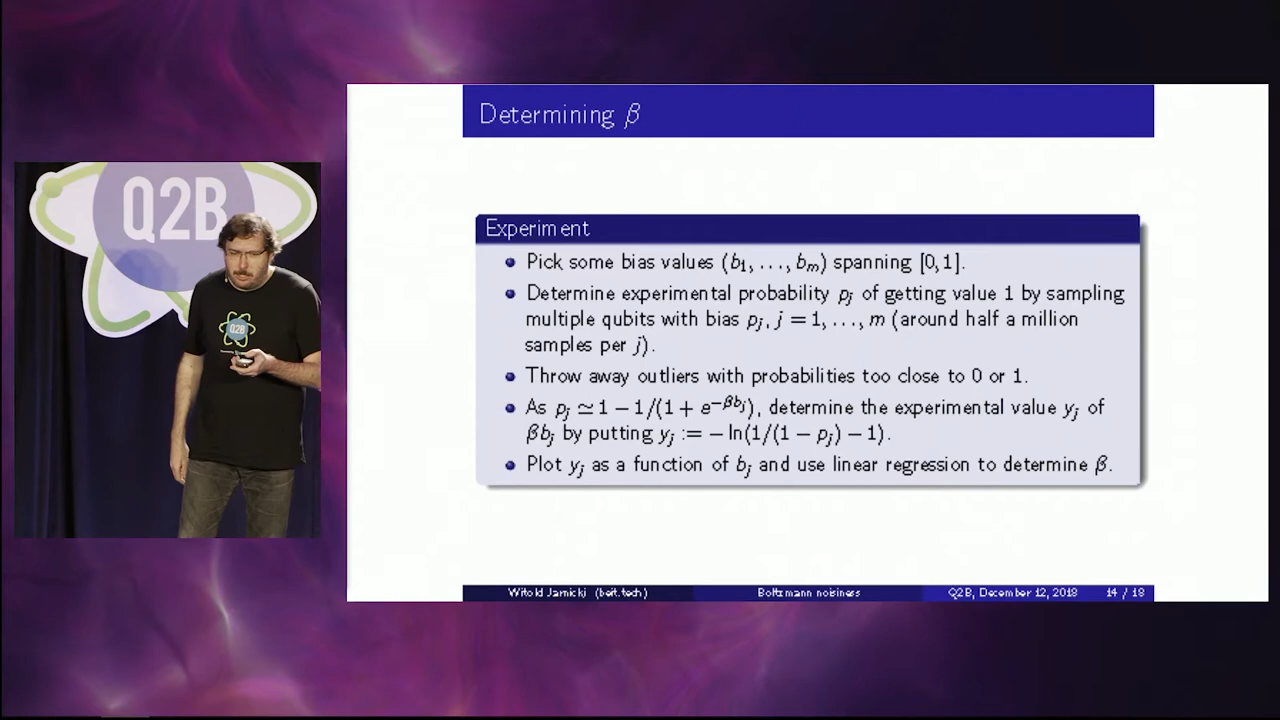 Q2B
Q2B
Determining β
Experiment
Pick some bias values (b₁, . . . , bₘ) spanning [0, 1].
Determine experimental probability pⱼ of getting value 1 by sampling
multiple qubits with bias pⱼ, j = 1, . . . , m (around half a million
samples per j).
Throw away outliers with probabilities too close to 0 or 1.
As pⱼ ≃ 1 − 1/(1 + e^{−βbⱼ}), determine the experimental value yⱼ of
βbⱼ by putting yⱼ := − ln(1/(1 − pⱼ) − 1).
Plot yⱼ as a function of bⱼ and use linear regression to determine β.
Witold Jarnicki (beit.tech) Boltzmann noisiness Q2B, December 12, 2018 14 / 18